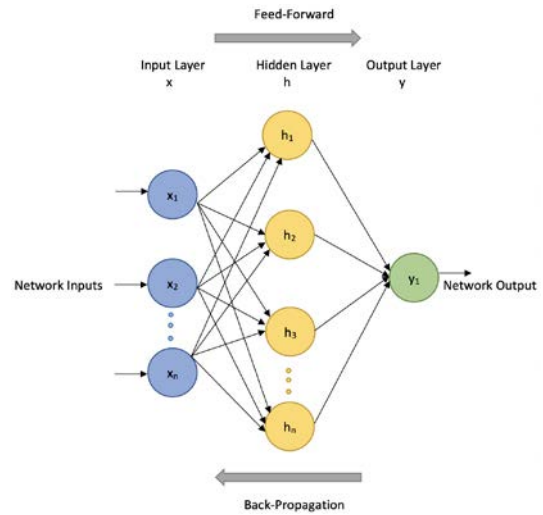 Feed-Forward
Input Layer
x
Hidden Layer
h
Output Layer
y
h₁
x₁
h₂
x₂
y₁
Network Inputs
Network Output
h₃
xₙ
hₙ
Back-Propagation